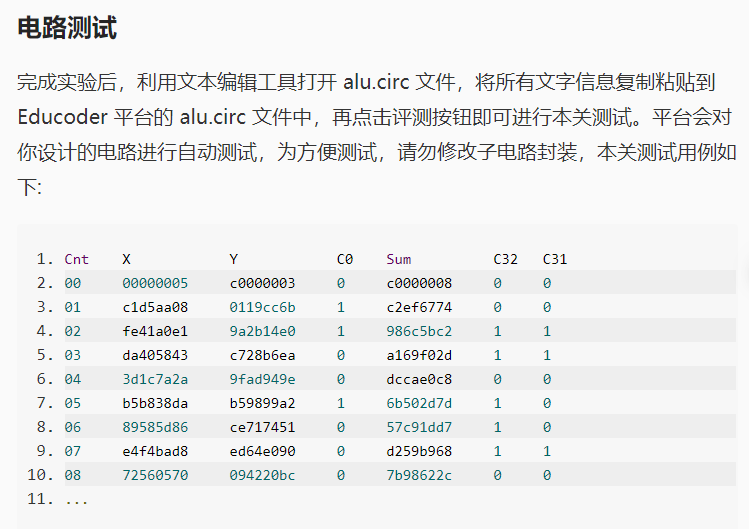 电路测试
完成实验后，利用文本编辑工具打开 alu.circ 文件，将所有文字信息复制粘贴到
Educoder 平台的 alu.circ 文件中，再点击评测按钮即可进行本关测试。平台会对
你设计的电路进行自动测试，为方便测试，请勿修改子电路封装，本关测试用例如
下:
1. Cnt X Y C0 Sum C32 C31
2. 00 00000005 c0000003 0 c0000008 0 0
3. 01 c1d5aa08 0119cc6b 1 c2ef6774 0 0
4. 02 fe41a0e1 9a2b14e0 1 986c5bc2 1 1
5. 03 da405843 c728b6ea 0 a169f02d 1 1
6. 04 3d1c7a2a 9fad949e 0 dccae0c8 0 0
7. 05 b5b838da b59899a2 1 6b502d7d 1 0
8. 06 89585d86 ce717451 0 57c91dd7 1 0
9. 07 e4f4bad8 ed64e090 0 d259b968 1 1
10. 08 72560570 094220bc 0 7b98622c 0 0
11. ...